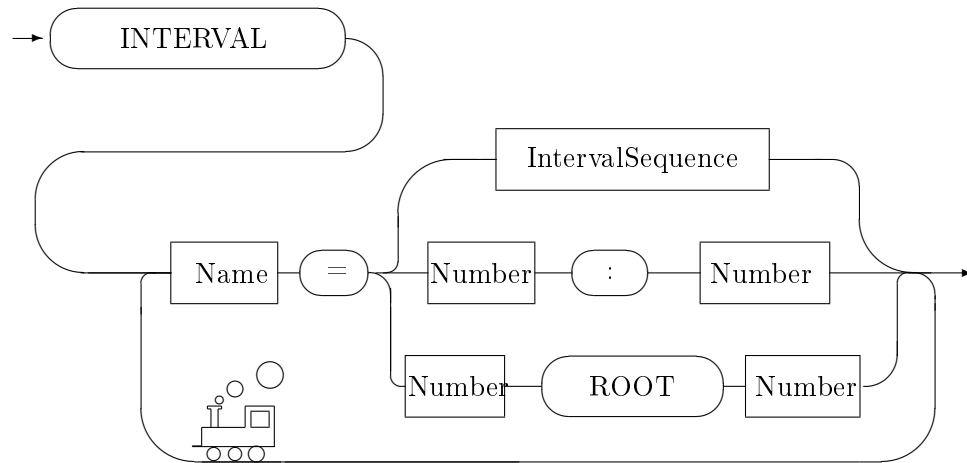 INTERVAL
IntervalSequence
Name = Number : Number
Number ROOT Number